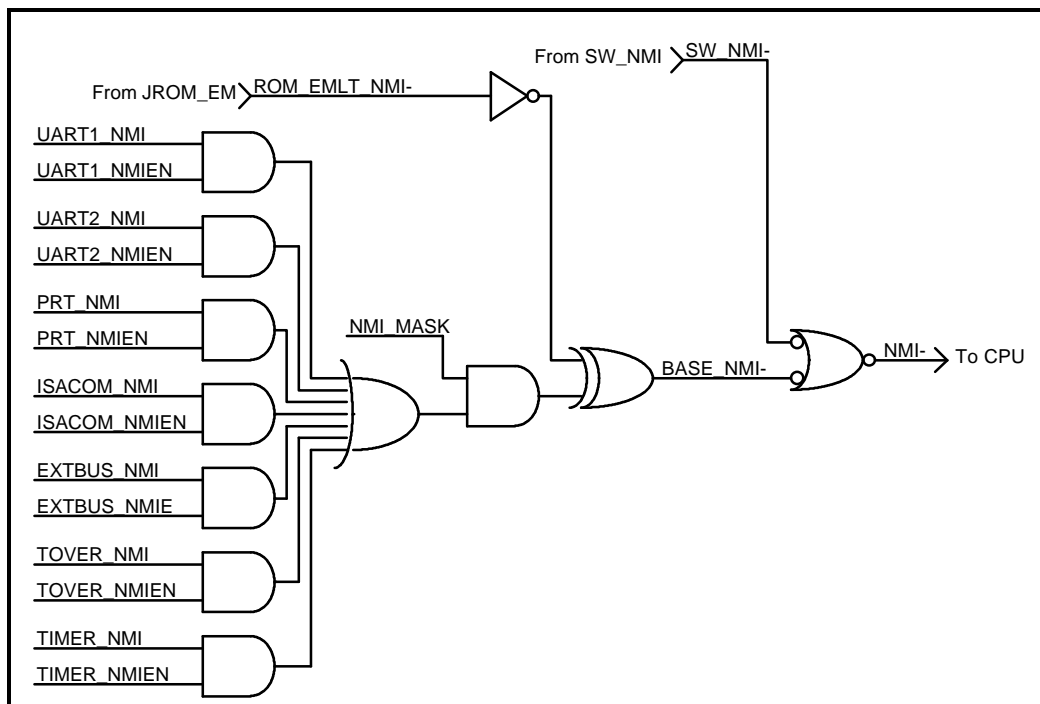 From SW_NMI SW_NMI-
From JROM_EM ROM_EMLT_NMI-
UART1_NMI
UART1_NMIEN
UART2_NMI
UART2_NMIEN
PRT_NMI
PRT_NMIEN
NMI_MASK
BASE_NMI-
NMI-
To CPU
ISACOM_NMI
ISACOM_NMIEN
EXTBUS_NMI
EXTBUS_NMIE
TOVER_NMI
TOVER_NMIEN
TIMER_NMI
TIMER_NMIEN